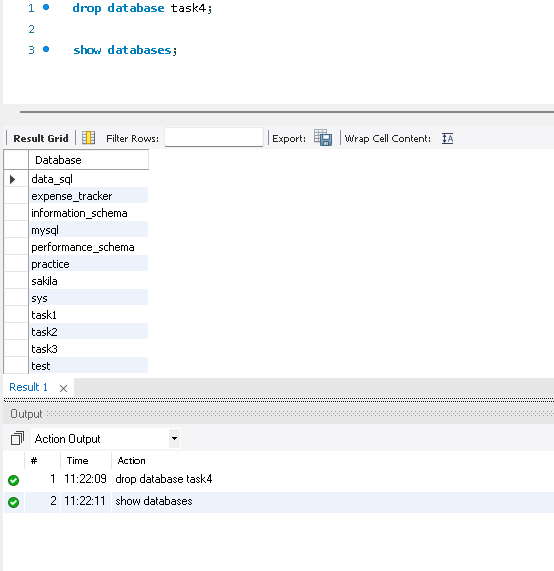 1 drop database task4;
2
3 show databases;
Result Grid Filter Rows: Export: Wrap Cell Content:
Database
data_sql
expense_tracker
information_schema
mysql
performance_schema
practice
sakila
sys
task1
task2
task3
test
Result 1
Output
Action Output
# Time Action
1 11:22:09 drop database task4
2 11:22:11 show databases